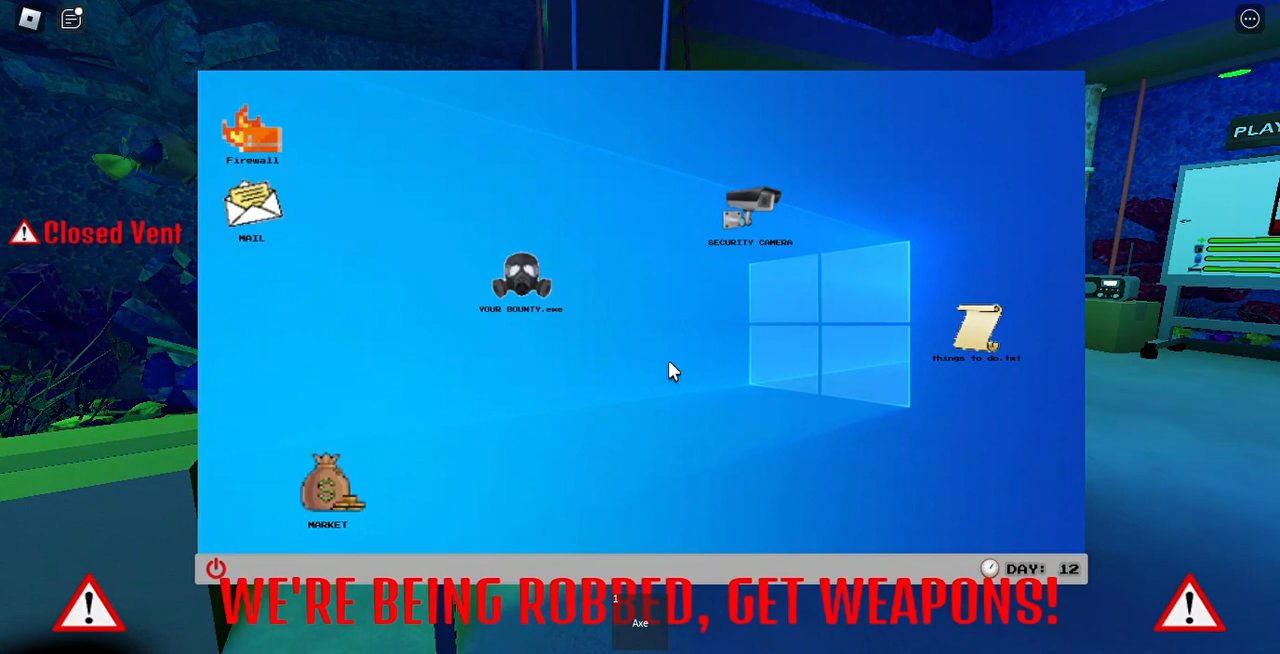 PLAY
Firewall
MAIL
Closed Vent
SECURITY CAMERA
YOUR BOUNTY.exe
things to do.txt
MARKET
DAY: 12
WE'RE BEING ROBBED, GET WEAPONS!
1
Axe